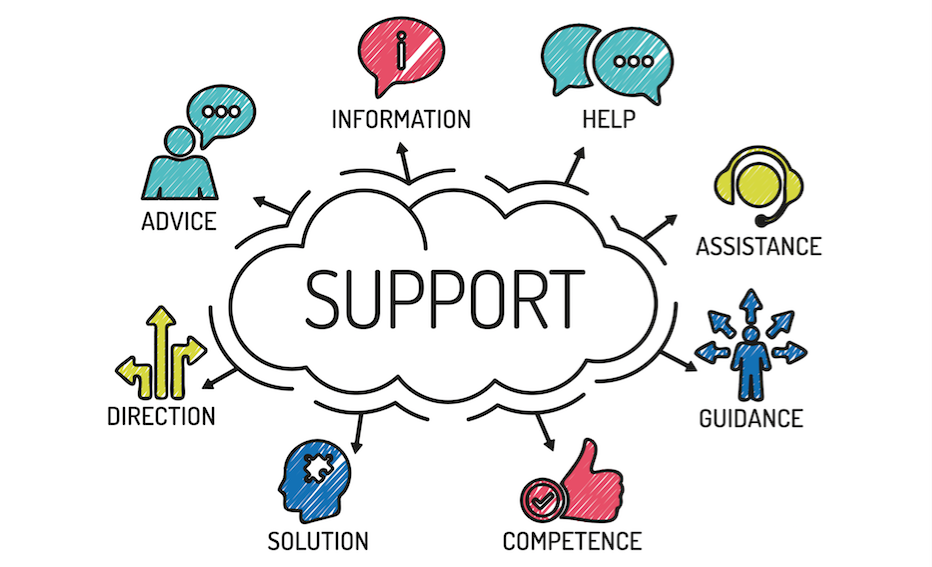 INFORMATION
HELP
ADVICE
ASSISTANCE
SUPPORT
DIRECTION
GUIDANCE
SOLUTION
COMPETENCE